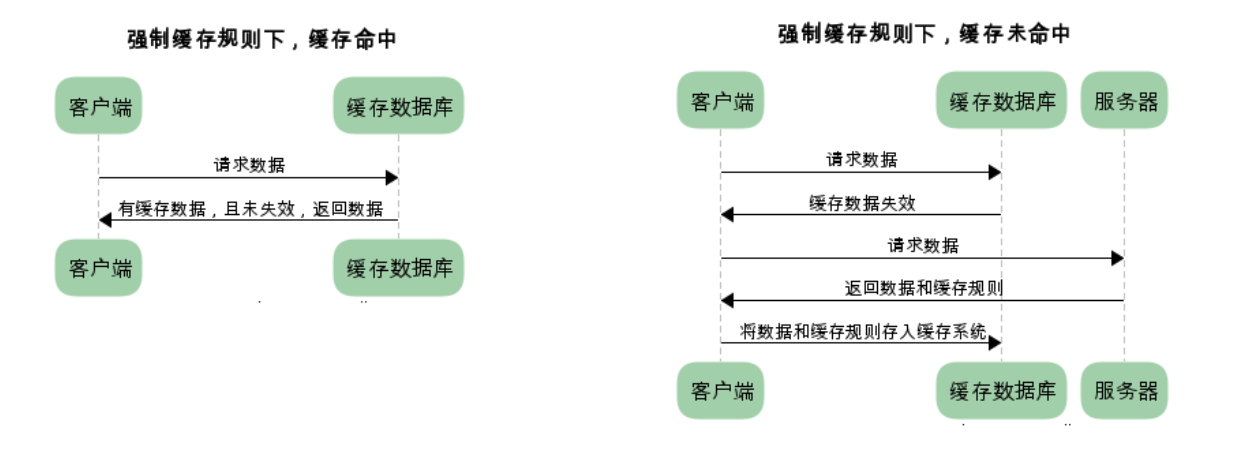 强制缓存规则下，缓存命中
客户端
缓存数据库
请求数据
有缓存数据，且未失效，返回数据
客户端
缓存数据库
强制缓存规则下，缓存未命中
客户端
缓存数据库
服务器
请求数据
缓存数据失效
请求数据
返回数据和缓存规则
将数据和缓存规则存入缓存系统
客户端
缓存数据库
服务器